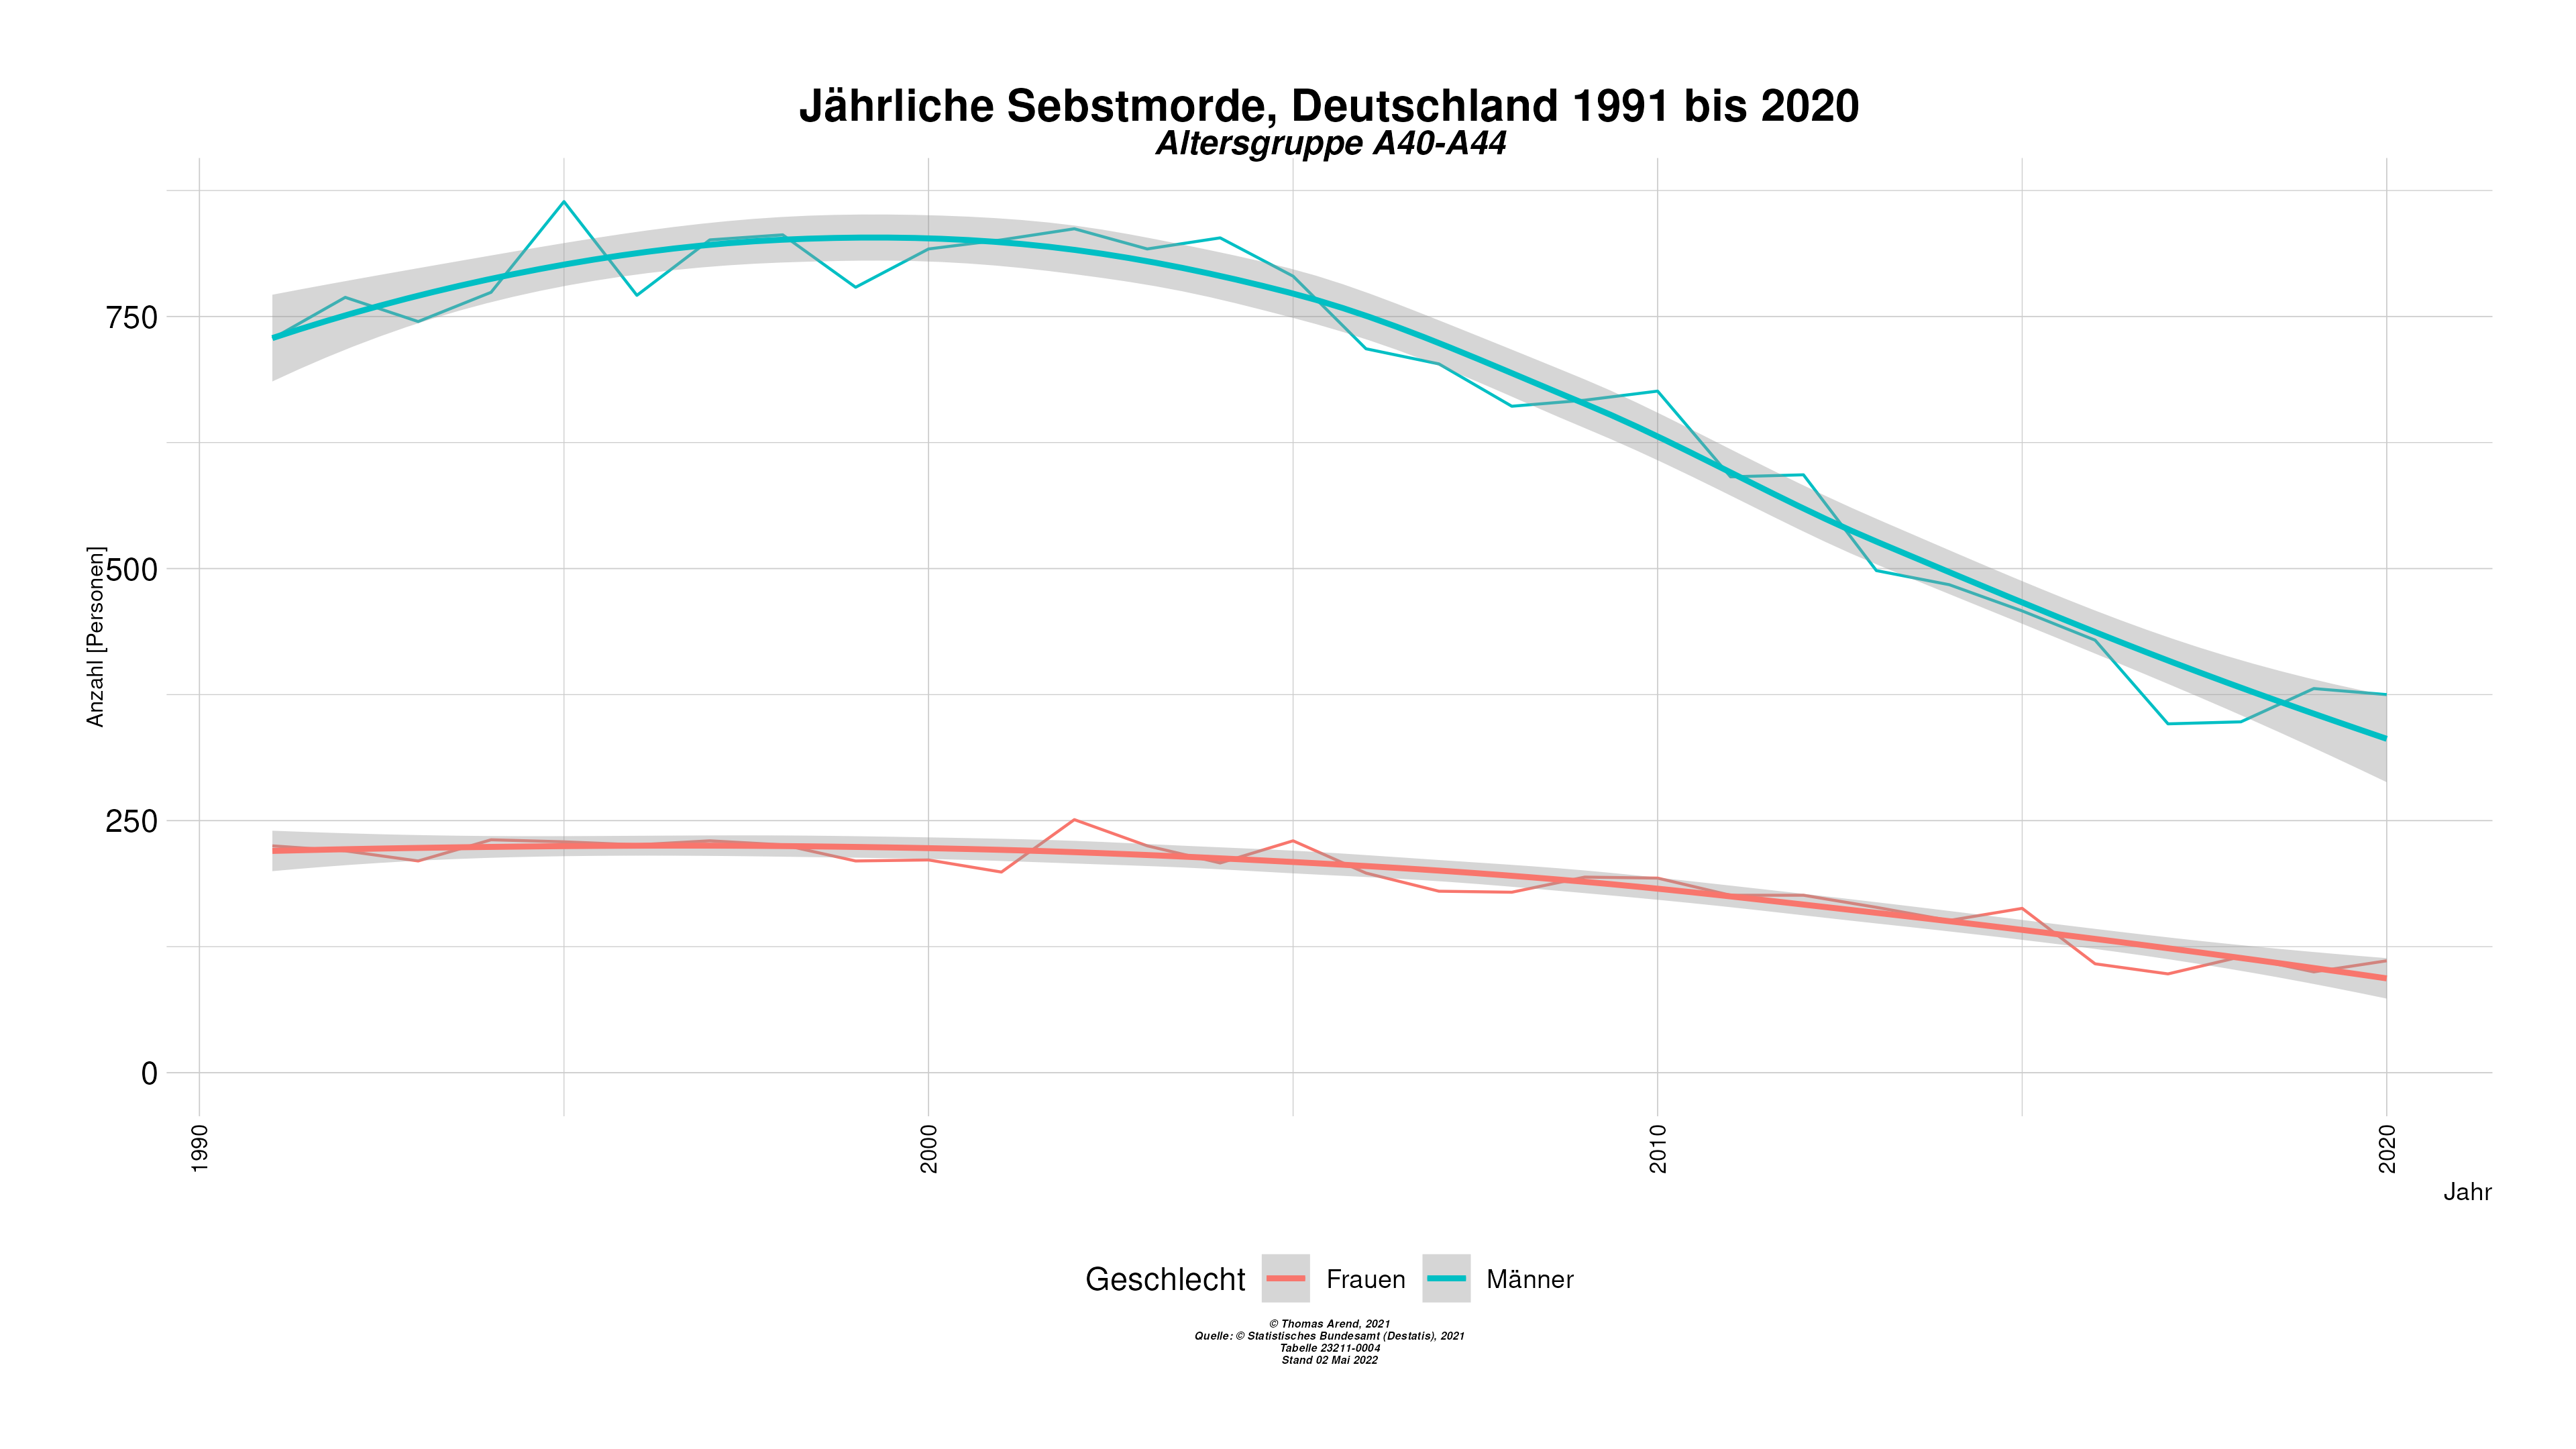 Jährliche Sebstmorde, Deutschland 1991 bis 2020
Altersgruppe A40-A44
Anzahl [Personen]
750
500
250
0
1990
2000
2010
2020
Jahr
Geschlecht Frauen Männer
© Thomas Arend, 2021
Quelle: © Statistisches Bundesamt (Destatis), 2021
Tabelle 23211-0004
Stand 02 Mai 2022